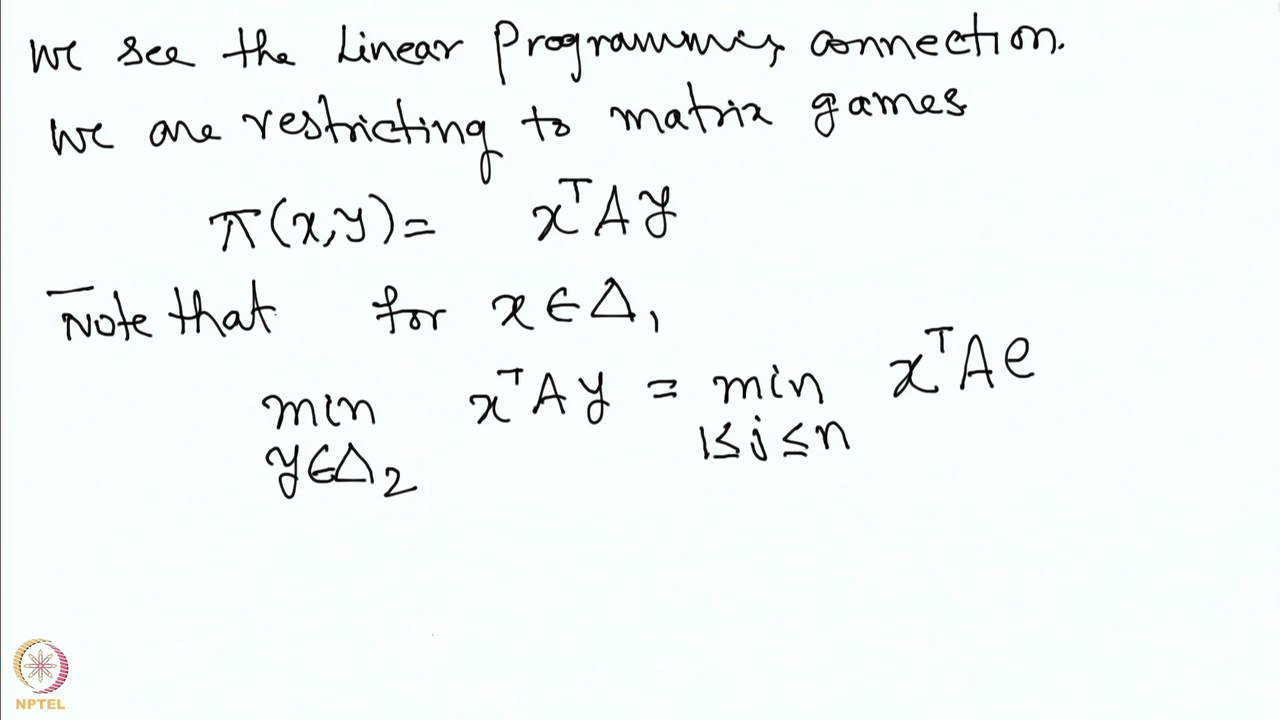 we see the Linear Programming connection.
we are restricting to matrix games
π(x,y) = xᵀAy
Note that for x ∈ Δ₁
min xᵀAy = min xᵀAe
y∈Δ₂ 1≤j≤n
NPTEL